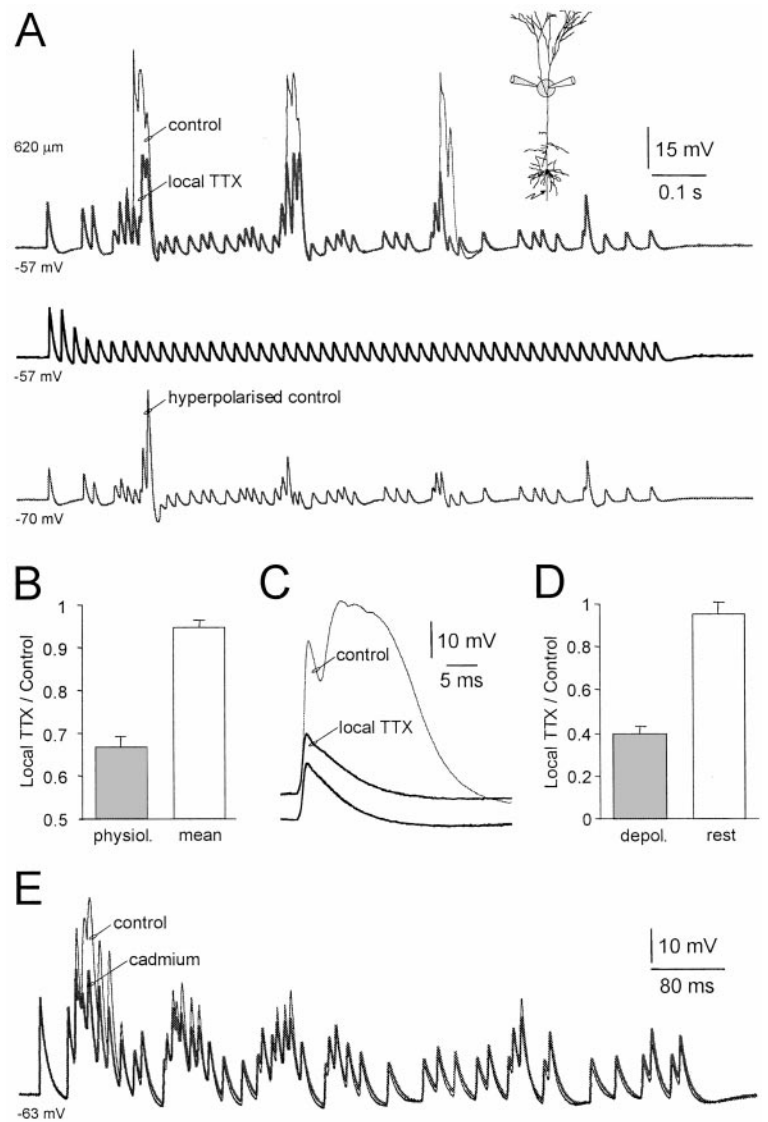 A
control
620 µm
local TTX
15 mV
0.1 s
-57 mV
-57 mV
hyperpolarised control
-70 mV
B
Local TTX / Control
1
0.9
0.8
0.7
0.6
0.5
physiol.
mean
C
control
10 mV
5 ms
local TTX
D
Local TTX / Control
1
0.8
0.6
0.4
0.2
0
depol.
rest
E
control
cadmium
10 mV
80 ms
-63 mV